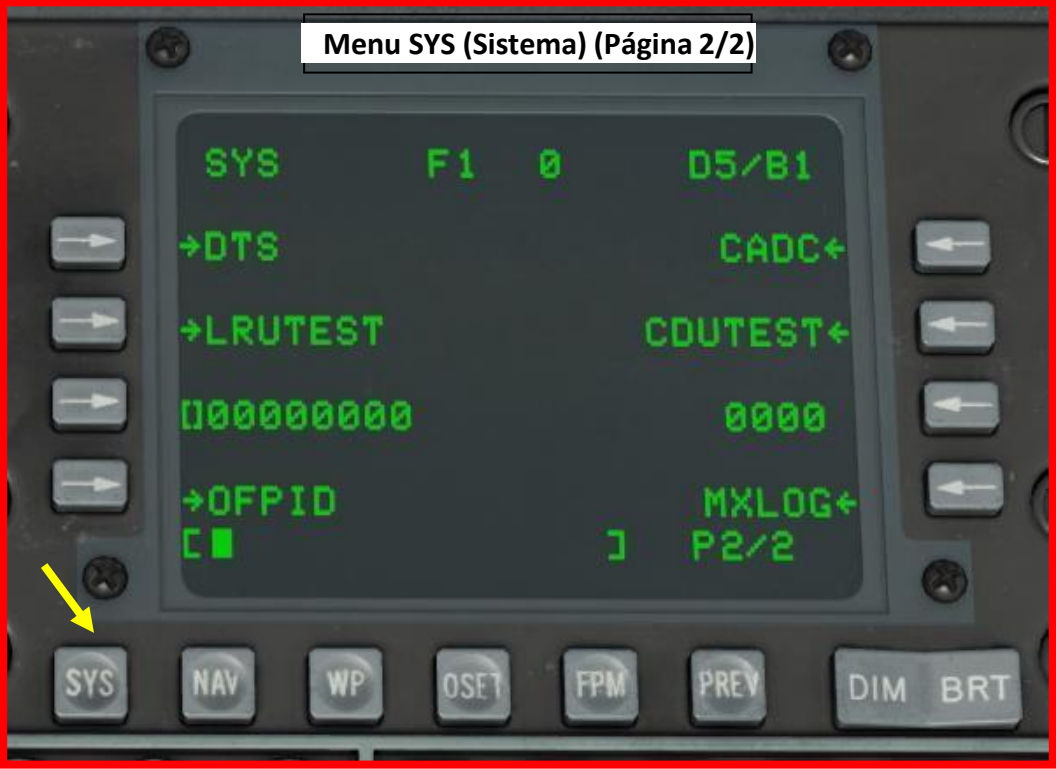 Menu SYS (Sistema) (Página 2/2)
SYS F1 0 D5/B1
→DTS CADC←
→LRUTEST CDUTEST←
[]00000000 0000
→OFPID MXLOG←
[ ] P2/2
SYS NAV WP OSET FPM PREV DIM BRT